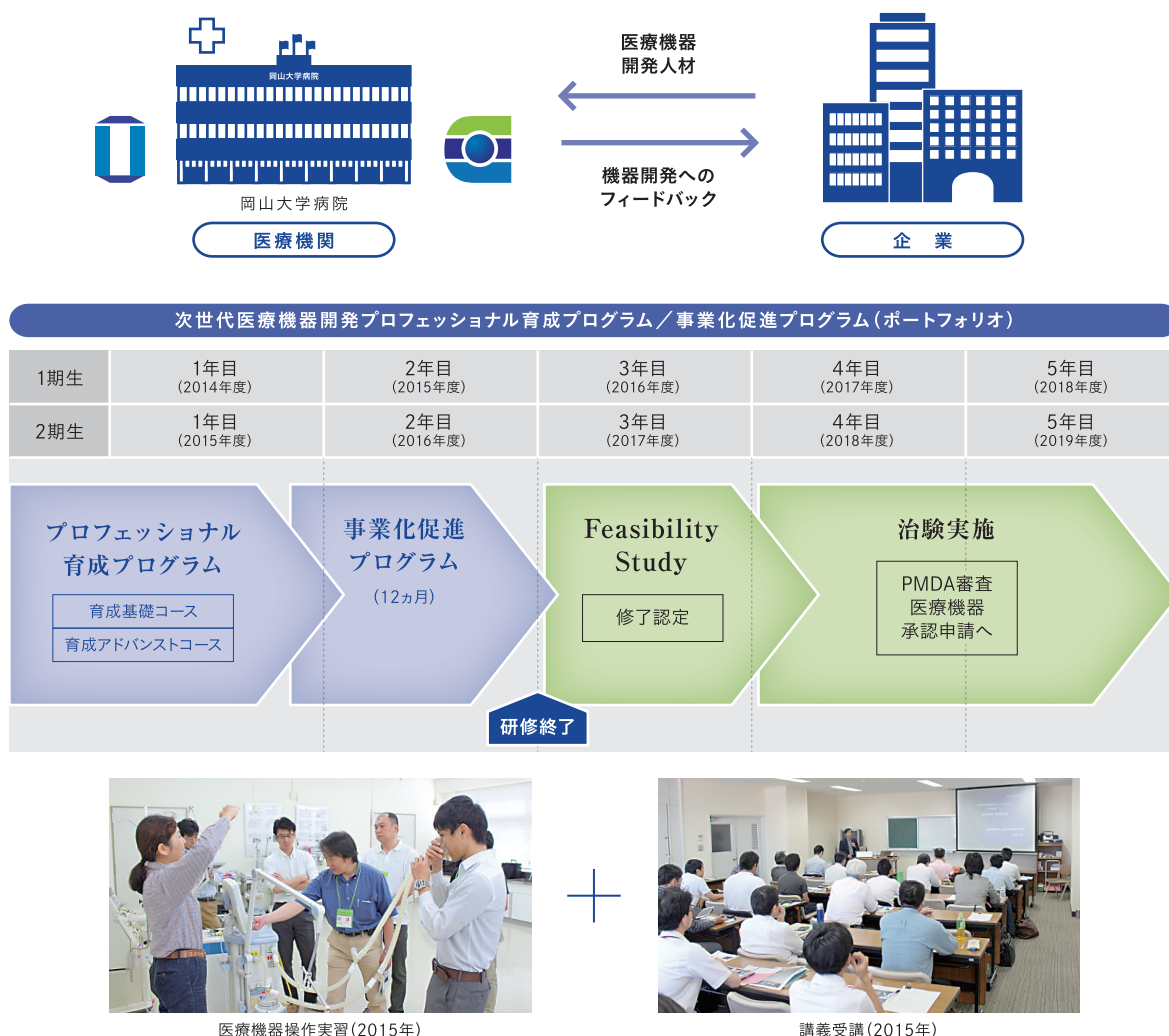 医療機器
開発人材
岡山大学病院
機器開発への
フィードバック
岡山大学病院
医療機関
企　業
次世代医療機器開発プロフェッショナル育成プログラム／事業化促進プログラム（ポートフォリオ）
1期生
1年目
（2014年度）
2年目
（2015年度）
3年目
（2016年度）
4年目
（2017年度）
5年目
（2018年度）
2期生
1年目
（2015年度）
2年目
（2016年度）
3年目
（2017年度）
4年目
（2018年度）
5年目
（2019年度）
プロフェッショナル
育成プログラム
育成基礎コース
育成アドバンストコース
事業化促進
プログラム
（12ヵ月）
Feasibility
Study
修了認定
治験実施
PMDA審査
医療機器
承認申請へ
研修終了
医療機器操作実習（2015年）
講義受講（2015年）